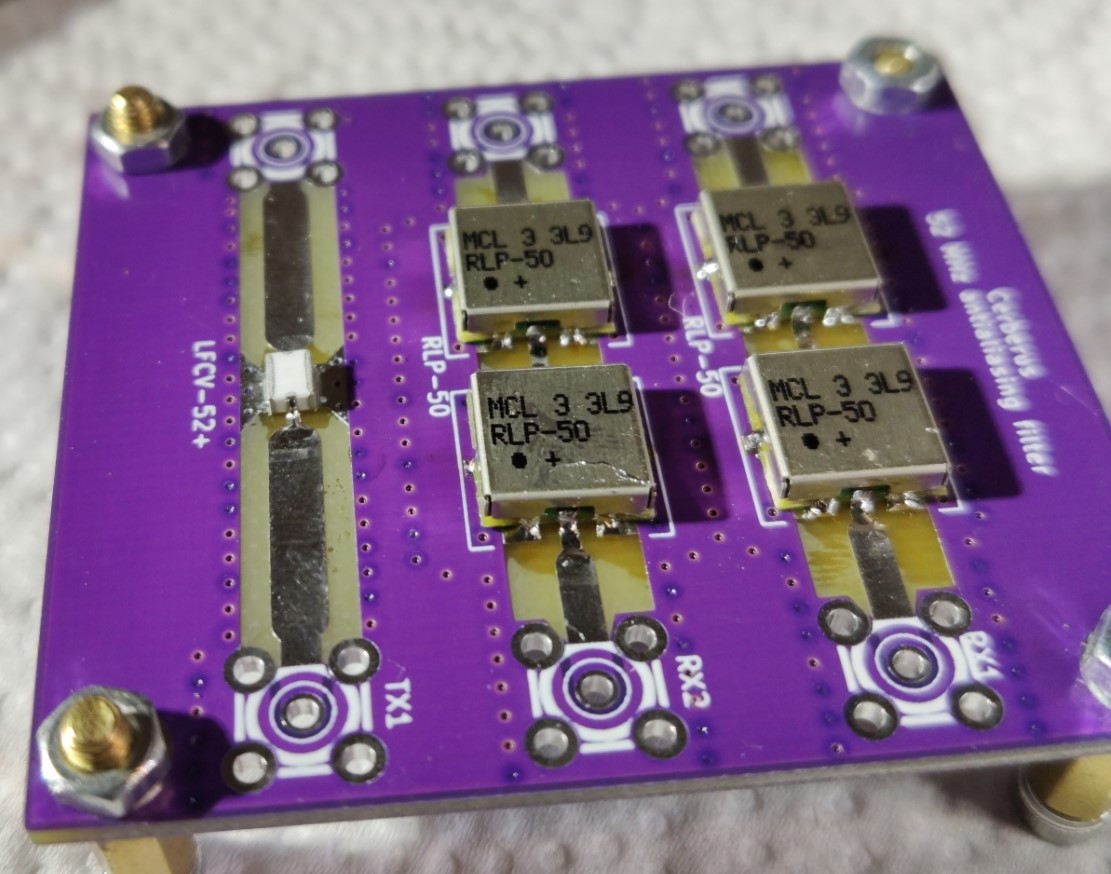 MCL 3 3L9
RLP-50
+
MCL 3 3L9
RLP-50
+
RLP-50
RLP-50
MCL 3 3L9
RLP-50
+
MCL 3 3L9
RLP-50
+
LFCV-52+
TX1
RX2
RX1
Cerberus
antialiasing filter